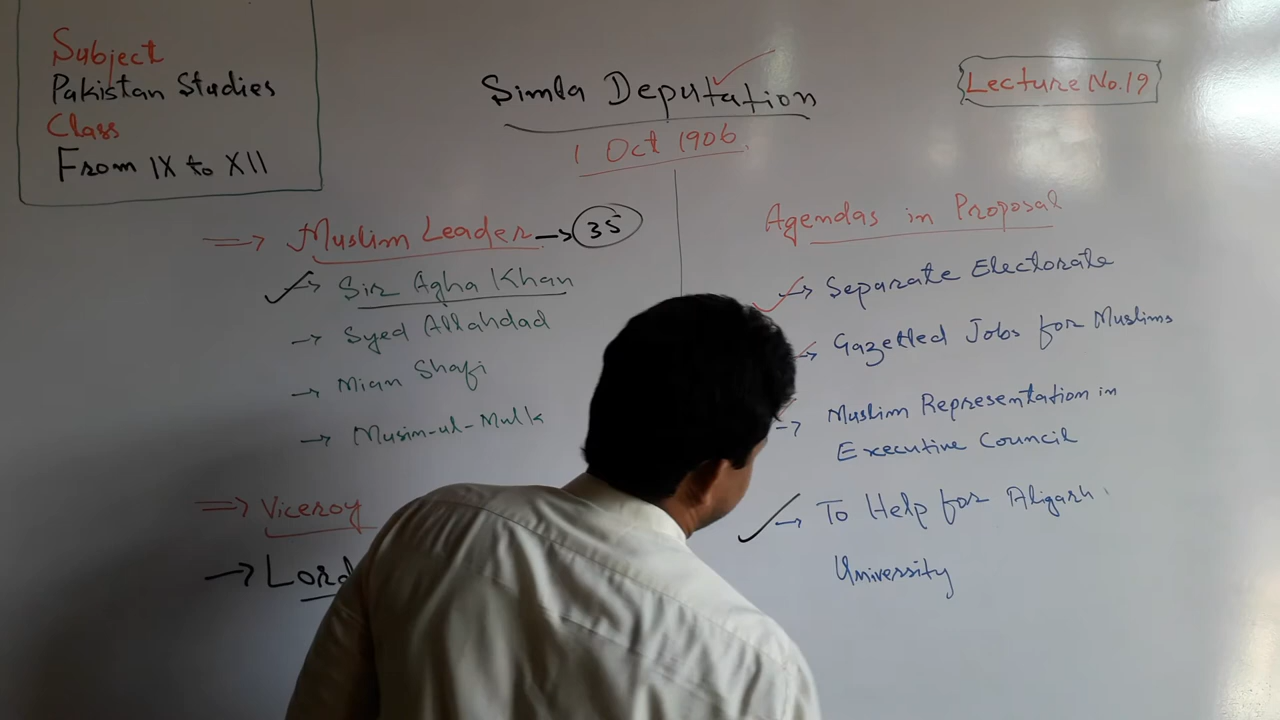 Subject
Pakistan Studies
Class
From IX to XII
Simla Deputation
1 Oct 1906.
Lecture No.19
⇒ Muslim Leader → 35
→ Sir Agha Khan
→ Syed Allahdad
→ Mian Shafi
→ Musim-ul-Mulk
⇒ Viceroy
→ Lord
Agendas in Proposal
→ Separate Electorate
→ Gazetted Jobs for Muslims
→ Muslim Representation in
Executive Council
→ To Help for Aligarh
University